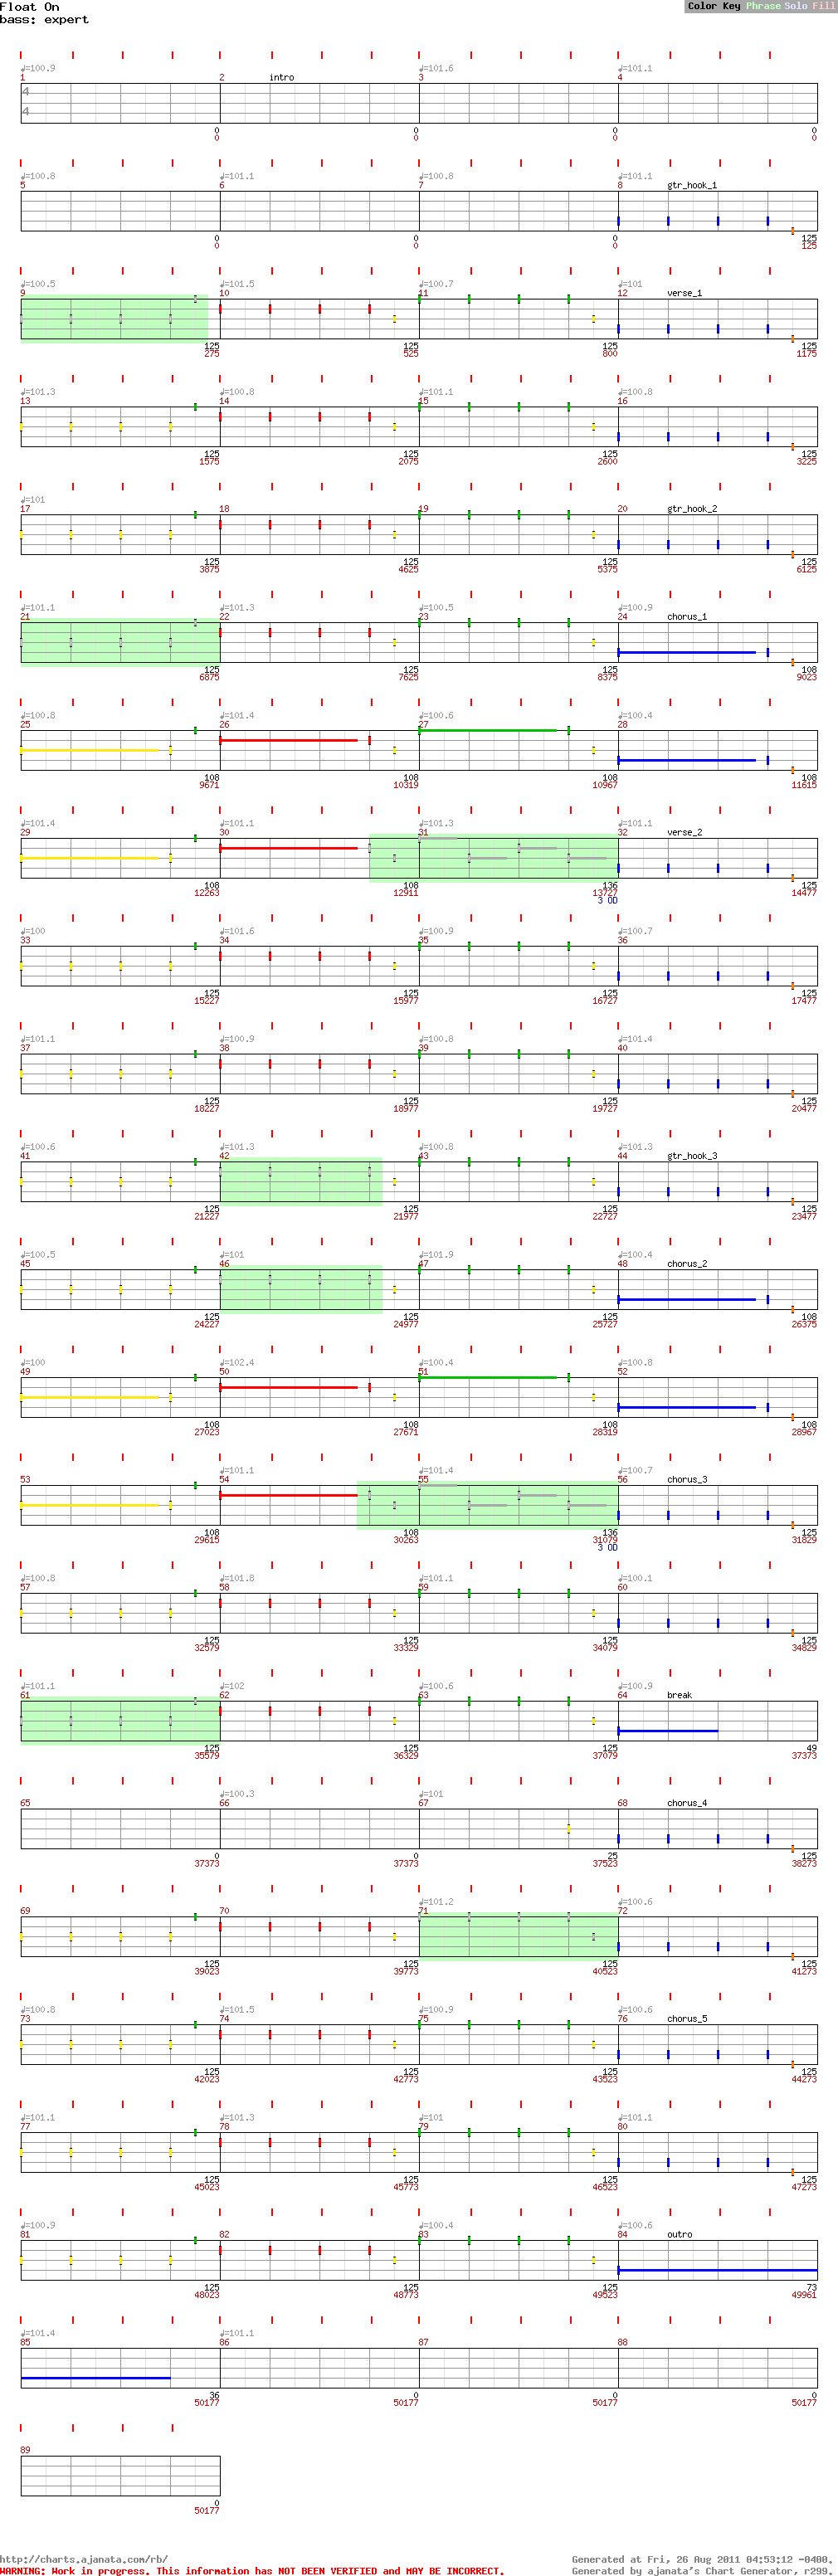 Float On
bass: expert
Color Key Phrase Solo Fill
♩=100.9 ♩=101.6 ♩=101.1
1 2 intro 3 4
4
4
0 0 0 0
0 0 0 0
♩=100.8 ♩=101.1 ♩=100.8 ♩=101.1
5 6 7 8 gtr_hook_1
0 0 0 125
0 0 0 125
♩=100.5 ♩=101.5 ♩=100.7 ♩=101
9 10 11 12 verse_1
125 125 125 125
275 525 800 1175
♩=101.3 ♩=100.8 ♩=101.1 ♩=100.8
13 14 15 16
125 125 125 125
1575 2075 2600 3225
♩=101
17 18 19 20 gtr_hook_2
125 125 125 125
3875 4625 5375 6125
♩=101.1 ♩=101.3 ♩=100.5 ♩=100.9
21 22 23 24 chorus_1
125 125 125 108
6875 7625 8375 9023
♩=100.8 ♩=101.4 ♩=100.6 ♩=100.4
25 26 27 28
108 108 108 108
9671 10319 10967 11615
♩=101.4 ♩=101.1 ♩=101.3 ♩=101.1
29 30 31 32 verse_2
108 108 136 125
12263 12911 13727 14477
3 OD
♩=100 ♩=101.6 ♩=100.9 ♩=100.7
33 34 35 36
125 125 125 125
15227 15977 16727 17477
♩=101.1 ♩=100.9 ♩=100.8 ♩=101.4
37 38 39 40
125 125 125 125
18227 18977 19727 20477
♩=100.6 ♩=101.3 ♩=100.8 ♩=101.3
41 42 43 44 gtr_hook_3
125 125 125 125
21227 21977 22727 23477
♩=100.5 ♩=101 ♩=101.9 ♩=100.4
45 46 47 48 chorus_2
125 125 125 108
24227 24977 25727 26375
♩=100 ♩=102.4 ♩=100.4 ♩=100.8
49 50 51 52
108 108 108 108
27023 27671 28319 28967
♩=101.1 ♩=101.4 ♩=100.7
53 54 55 56 chorus_3
108 108 136 125
29615 30263 31079 31829
3 OD
♩=100.8 ♩=101.8 ♩=101.1 ♩=100.1
57 58 59 60
125 125 125 125
32579 33329 34079 34829
♩=101.1 ♩=102 ♩=100.6 ♩=100.9
61 62 63 64 break
125 125 125 49
35579 36329 37079 37373
♩=100.3 ♩=101
65 66 67 68 chorus_4
0 0 25 125
37373 37373 37523 38273
♩=101.2 ♩=100.6
69 70 71 72
125 125 125 125
39023 39773 40523 41273
♩=100.8 ♩=101.5 ♩=100.9 ♩=100.6
73 74 75 76 chorus_5
125 125 125 125
42023 42773 43523 44273
♩=101.1 ♩=101.3 ♩=101 ♩=101.1
77 78 79 80
125 125 125 125
45023 45773 46523 47273
♩=100.9 ♩=100.4 ♩=100.6
81 82 83 84 outro
125 125 125 73
48023 48773 49523 49961
♩=101.4 ♩=101.1
85 86 87 88
36 0 0 0
50177 50177 50177 50177
89
0
50177
http://charts.ajanata.com/rb/
WARNING: Work in progress. This information has NOT BEEN VERIFIED and MAY BE INCORRECT.
Generated at Fri, 26 Aug 2011 04:53:12 -0400.
Generated by ajanata's Chart Generator, r299.